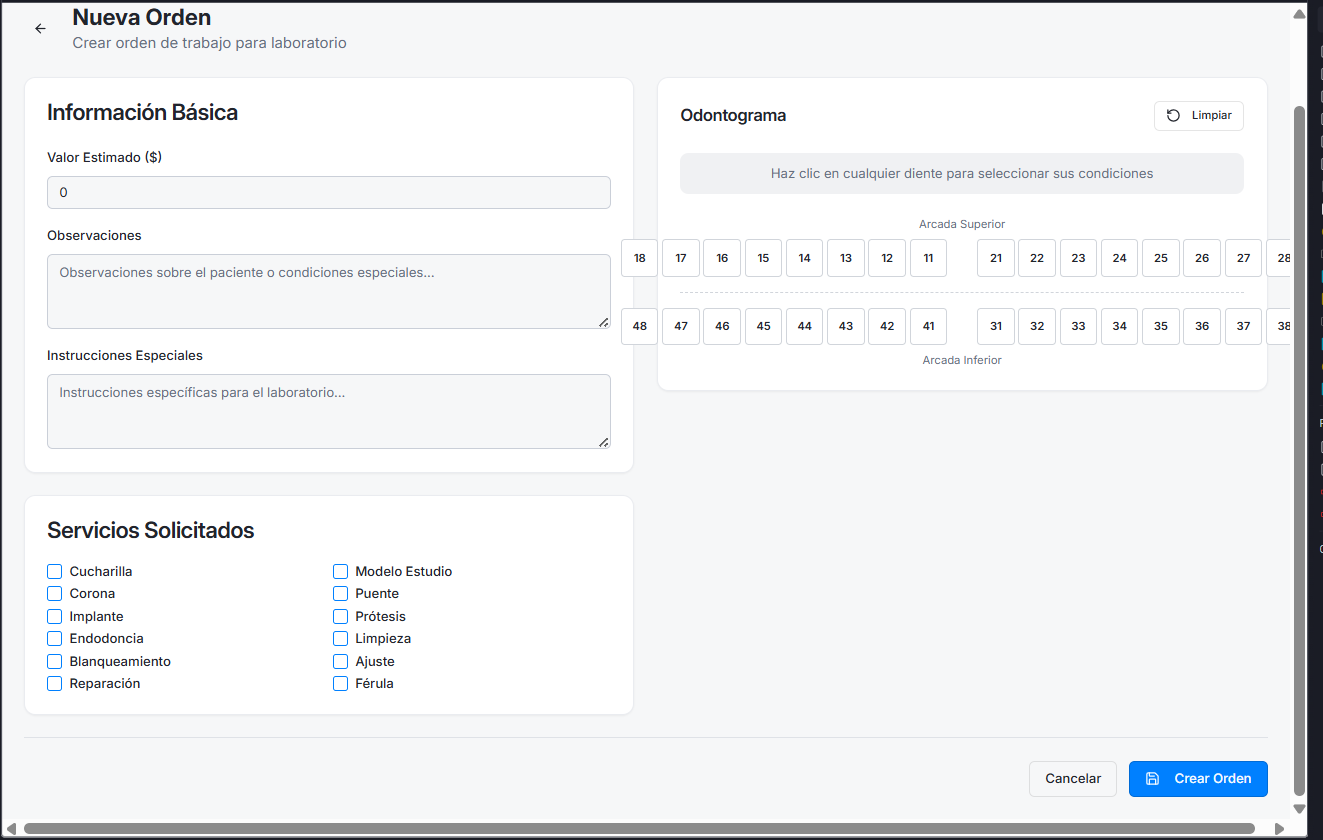 Nueva Orden
Crear orden de trabajo para laboratorio
Información Básica
Valor Estimado ($)
0
Observaciones
Observaciones sobre el paciente o condiciones especiales...
Instrucciones Especiales
Instrucciones específicas para el laboratorio...
Servicios Solicitados
Cucharilla
Modelo Estudio
Corona
Puente
Implante
Prótesis
Endodoncia
Limpieza
Blanqueamiento
Ajuste
Reparación
Férula
Odontograma
Limpiar
Haz clic en cualquier diente para seleccionar sus condiciones
Arcada Superior
18 17 16 15 14 13 12 11 21 22 23 24 25 26 27 28
48 47 46 45 44 43 42 41 31 32 33 34 35 36 37 38
Arcada Inferior
Cancelar
Crear Orden